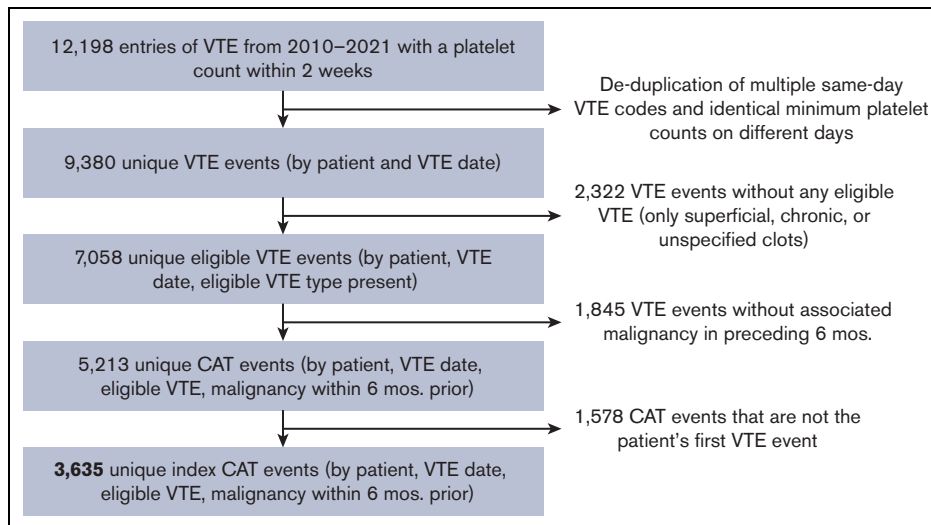 12,198 entries of VTE from 2010–2021 with a platelet
count within 2 weeks
De-duplication of multiple same-day
VTE codes and identical minimum platelet
counts on different days
9,380 unique VTE events (by patient and VTE date)
2,322 VTE events without any eligible
VTE (only superficial, chronic, or
unspecified clots)
7,058 unique eligible VTE events (by patient, VTE
date, eligible VTE type present)
1,845 VTE events without associated
malignancy in preceding 6 mos.
5,213 unique CAT events (by patient, VTE date,
eligible VTE, malignancy within 6 mos. prior)
1,578 CAT events that are not the
patient's first VTE event
3,635 unique index CAT events (by patient, VTE date,
eligible VTE, malignancy within 6 mos. prior)